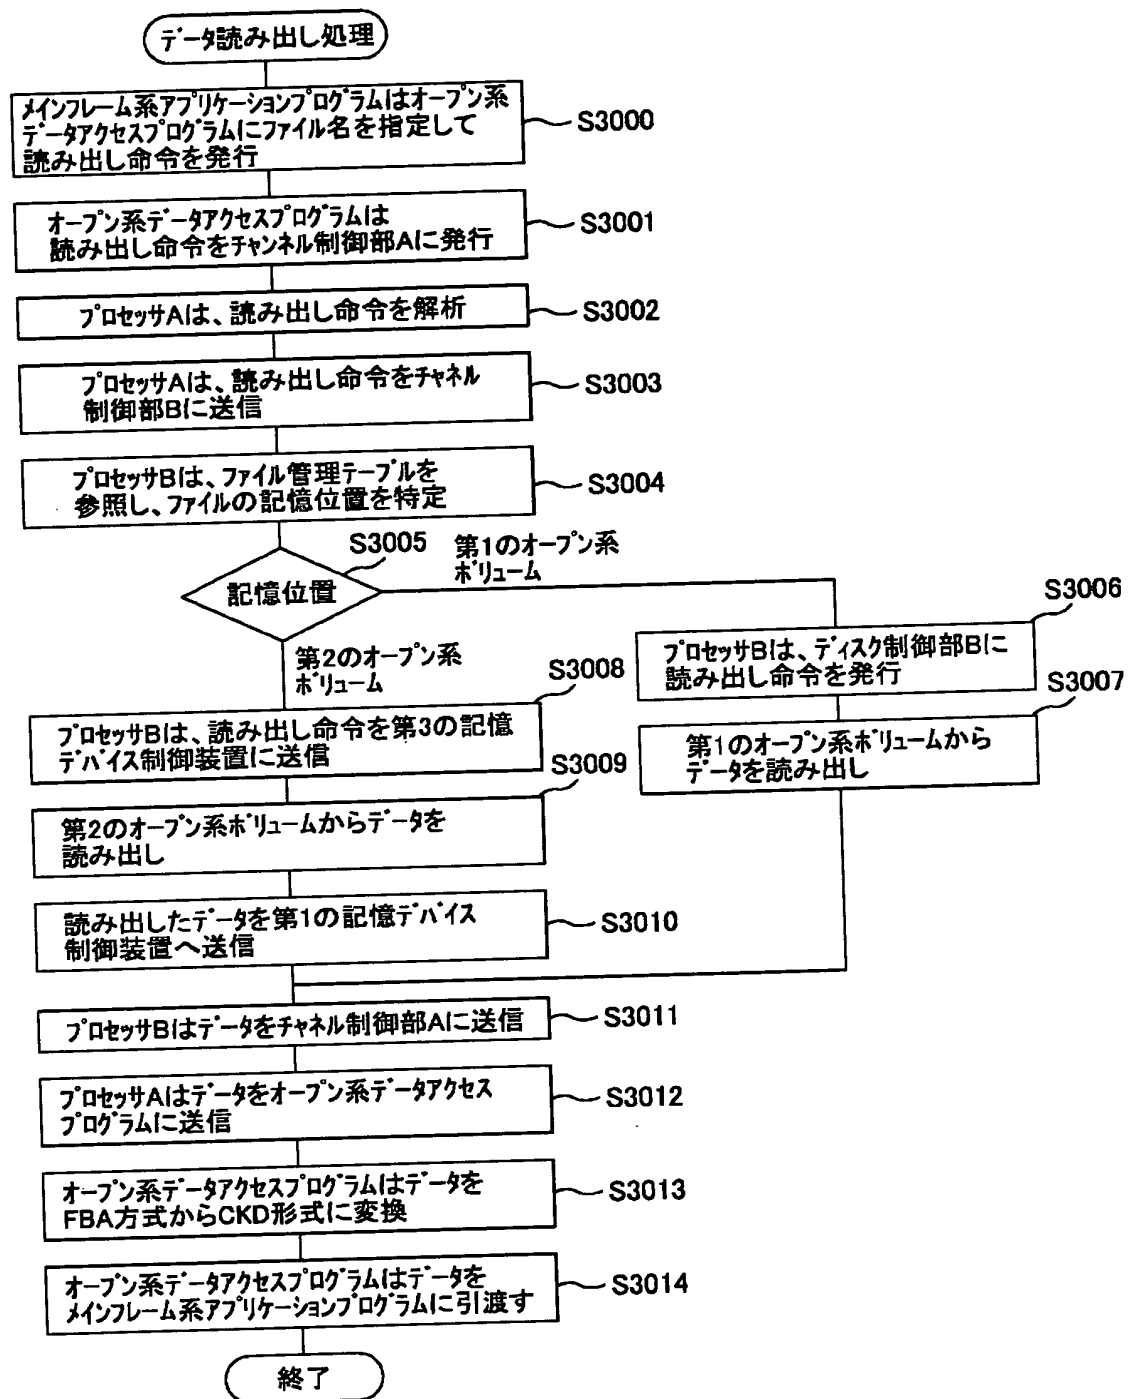 データ読み出し処理
メインフレーム系アプリケーションプログラムはオープン系
データアクセスプログラムにファイル名を指定して
読み出し命令を発行
S3000
オープン系データアクセスプログラムは
読み出し命令をチャンネル制御部Aに発行
S3001
プロセッサAは、読み出し命令を解析
S3002
プロセッサAは、読み出し命令をチャネル
制御部Bに送信
S3003
プロセッサBは、ファイル管理テーブルを
参照し、ファイルの記憶位置を特定
S3004
S3005
記憶位置
第1のオープン系
ボリューム
S3006
プロセッサBは、ディスク制御部Bに
読み出し命令を発行
S3007
第1のオープン系ボリュームから
データを読み出し
第2のオープン系
ボリューム
S3008
プロセッサBは、読み出し命令を第3の記憶
デバイス制御装置に送信
S3009
第2のオープン系ボリュームからデータを
読み出し
読み出したデータを第1の記憶デバイス
制御装置へ送信
S3010
プロセッサBはデータをチャネル制御部Aに送信
S3011
プロセッサAはデータをオープン系データアクセス
プログラムに送信
S3012
オープン系データアクセスプログラムはデータを
FBA方式からCKD形式に変換
S3013
オープン系データアクセスプログラムはデータを
メインフレーム系アプリケーションプログラムに引渡す
S3014
終了